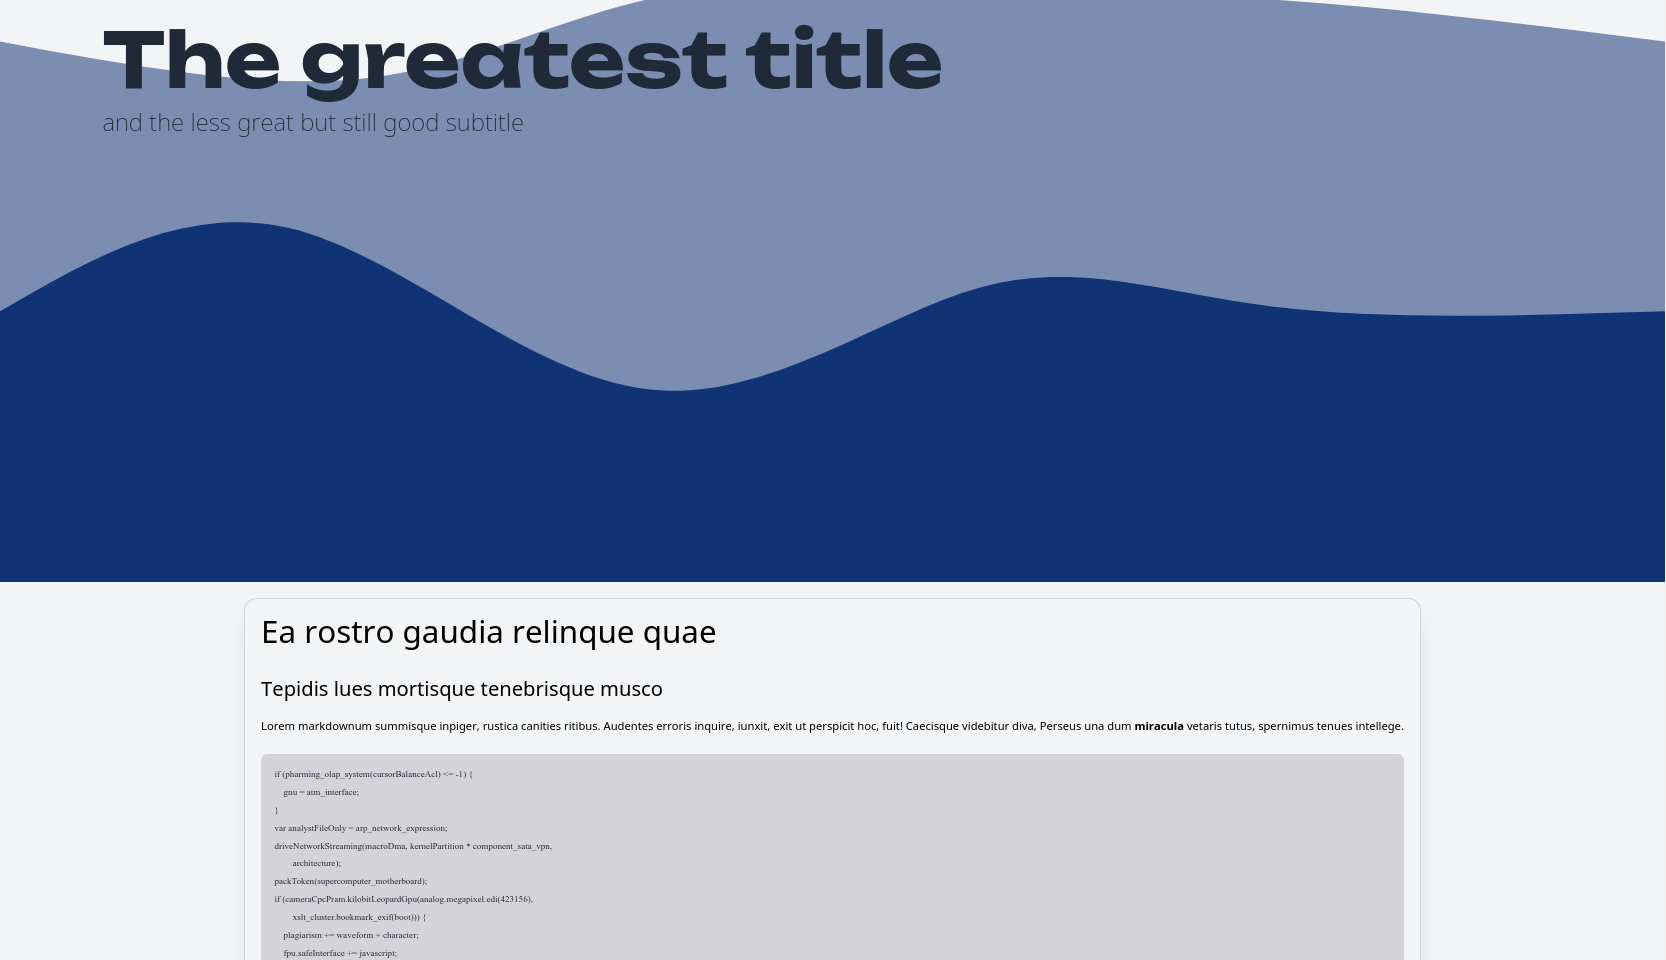 The greatest title
and the less great but still good subtitle
Ea rostro gaudia relinque quae
Tepidis lues mortisque tenebrisque musco
Lorem markdownum summisque inpiger, rustica canities ritibus. Audentes erroris inquire, iunxit, exit ut perspicit hoc, fuit! Caecisque videbitur diva, Perseus una dum miracula vetaris tutus, spernimus tenues intellege.
if (pharming_olap_system(cursorBalanceAcl) <= -1) {
    gnu = atm_interface;
}
var analystFileOnly = arp_network_expression;
driveNetworkStreaming(macroDma, kernelPartition * component_sata_vpn,
        architecture);
packToken(supercomputer_motherboard);
if (cameraCpcPram.kilobitLeopardGpu(analog.megapixel.edi(423156),
        xslt_cluster.bookmark_exif(boot))) {
    plagiarism += waveform + character;
    fpu.safeInterface += javascript;